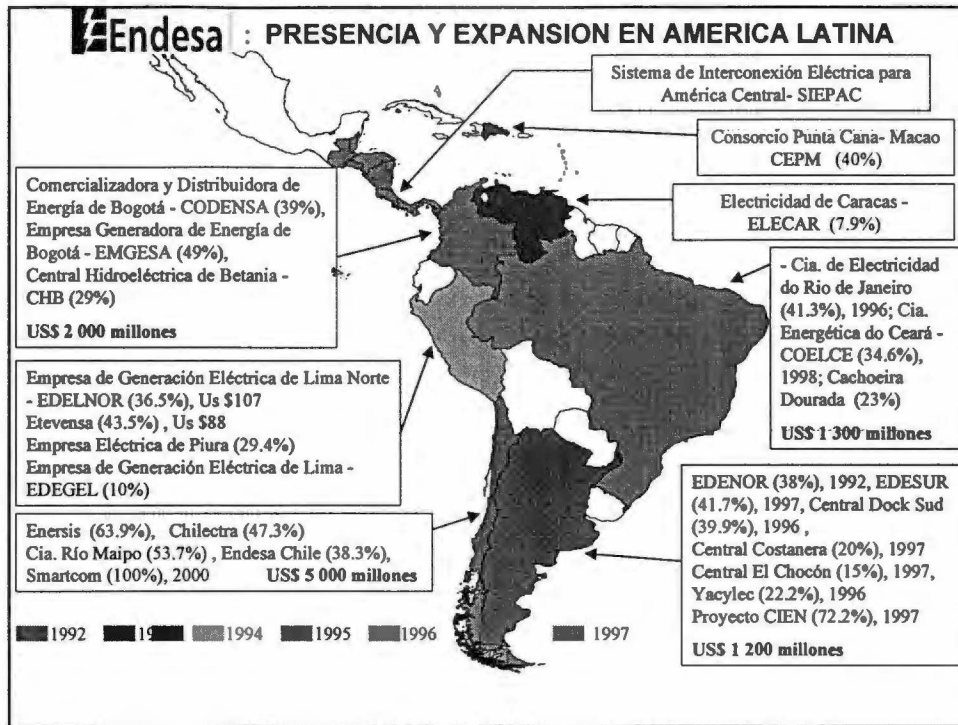 Endesa : PRESENCIA Y EXPANSION EN AMERICA LATINA
Sistema de Interconexión Eléctrica para
América Central- SIEPAC
Consorcio Punta Cana- Macao
CEPM (40%)
Electricidad de Caracas -
ELECAR (7.9%)
Comercializadora y Distribuidora de
Energía de Bogotá - CODENSA (39%),
Empresa Generadora de Energía de
Bogotá - EMGESA (49%),
Central Hidroeléctrica de Betania -
CHB (29%)
US$ 2 000 millones
- Cia. de Electricidad
do Rio de Janeiro
(41.3%), 1996; Cia.
Energética do Ceará -
COELCE (34.6%),
1998; Cachoeira
Dourada (23%)
US$ 1 300 millones
Empresa de Generación Eléctrica de Lima Norte
- EDELNOR (36.5%), Us $107
Etevensa (43.5%) , Us $88
Empresa Eléctrica de Piura (29.4%)
Empresa de Generación Eléctrica de Lima -
EDEGEL (10%)
Enersis (63.9%), Chilectra (47.3%)
Cia. Río Maipo (53.7%) , Endesa Chile (38.3%),
Smartcom (100%), 2000 US$ 5 000 millones
EDENOR (38%), 1992, EDESUR
(41.7%), 1997, Central Dock Sud
(39.9%), 1996 ,
Central Costanera (20%), 1997
Central El Chocón (15%), 1997,
Yacylec (22.2%), 1996
Proyecto CIEN (72.2%), 1997
US$ 1 200 millones
1992 1994 1995 1996 1997